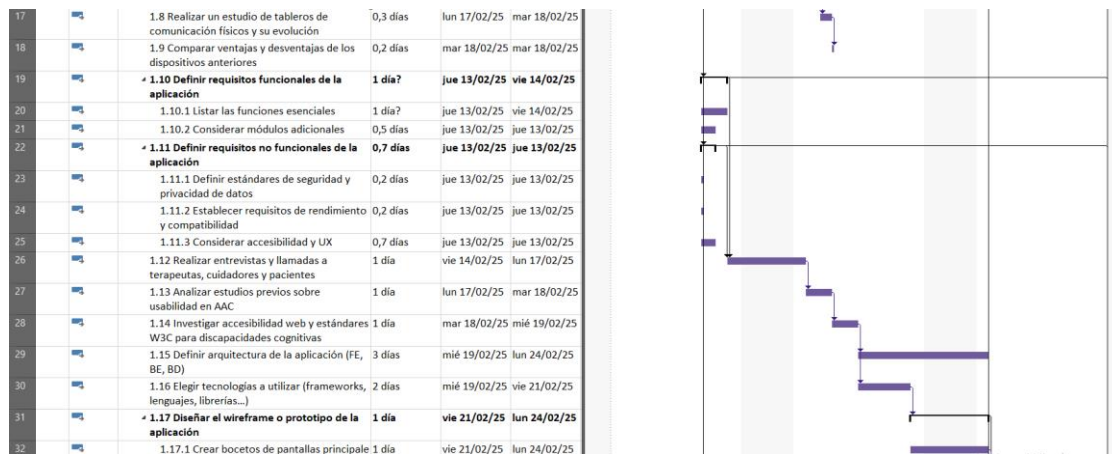 17 1.8 Realizar un estudio de tableros de 0,3 días lun 17/02/25 mar 18/02/25
comunicación físicos y su evolución
18 1.9 Comparar ventajas y desventajas de los 0,2 días mar 18/02/25 mar 18/02/25
dispositivos anteriores
19 1.10 Definir requisitos funcionales de la 1 día? jue 13/02/25 vie 14/02/25
aplicación
20 1.10.1 Listar las funciones esenciales 1 día? jue 13/02/25 vie 14/02/25
21 1.10.2 Considerar módulos adicionales 0,5 días jue 13/02/25 jue 13/02/25
22 1.11 Definir requisitos no funcionales de la 0,7 días jue 13/02/25 jue 13/02/25
aplicación
23 1.11.1 Definir estándares de seguridad y 0,2 días jue 13/02/25 jue 13/02/25
privacidad de datos
24 1.11.2 Establecer requisitos de rendimiento 0,2 días jue 13/02/25 jue 13/02/25
y compatibilidad
25 1.11.3 Considerar accesibilidad y UX 0,7 días jue 13/02/25 jue 13/02/25
26 1.12 Realizar entrevistas y llamadas a 1 día vie 14/02/25 lun 17/02/25
terapeutas, cuidadores y pacientes
27 1.13 Analizar estudios previos sobre 1 día lun 17/02/25 mar 18/02/25
usabilidad en AAC
28 1.14 Investigar accesibilidad web y estándares 1 día mar 18/02/25 mié 19/02/25
W3C para discapacidades cognitivas
29 1.15 Definir arquitectura de la aplicación (FE, 3 días mié 19/02/25 lun 24/02/25
BE, BD)
30 1.16 Elegir tecnologías a utilizar (frameworks, 2 días mié 19/02/25 vie 21/02/25
lenguajes, librerías...)
31 1.17 Diseñar el wireframe o prototipo de la 1 día vie 21/02/25 lun 24/02/25
aplicación
32 1.17.1 Crear bocetos de pantallas principale 1 día vie 21/02/25 lun 24/02/25